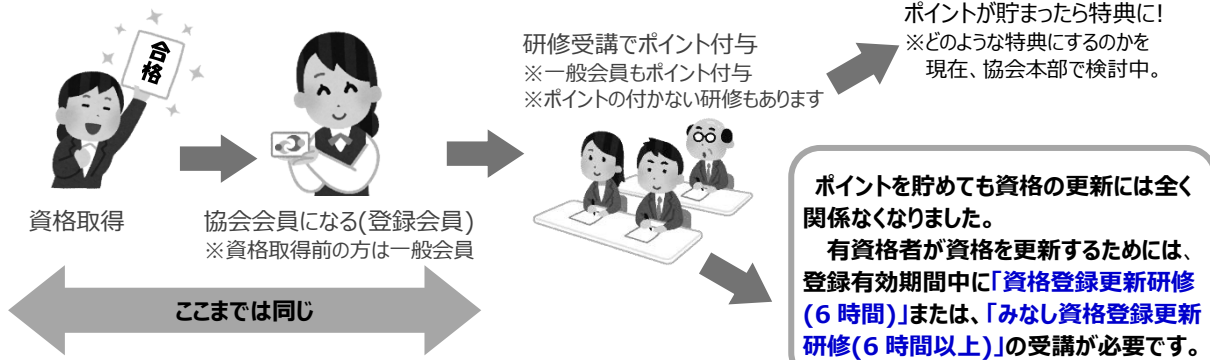 合格
資格取得
協会会員になる(登録会員)
※資格取得前の方は一般会員
ここまでは同じ
研修受講でポイント付与
※一般会員もポイント付与
※ポイントの付かない研修もあります
ポイントが貯まったら特典に!
※どのような特典にするのかを
現在、協会本部で検討中。
ポイントを貯めても資格の更新には全く
関係なくなりました。
有資格者が資格を更新するためには、
登録有効期間中に「資格登録更新研修
(6 時間)」または、「みなし資格登録更新
研修(6 時間以上)」の受講が必要です。